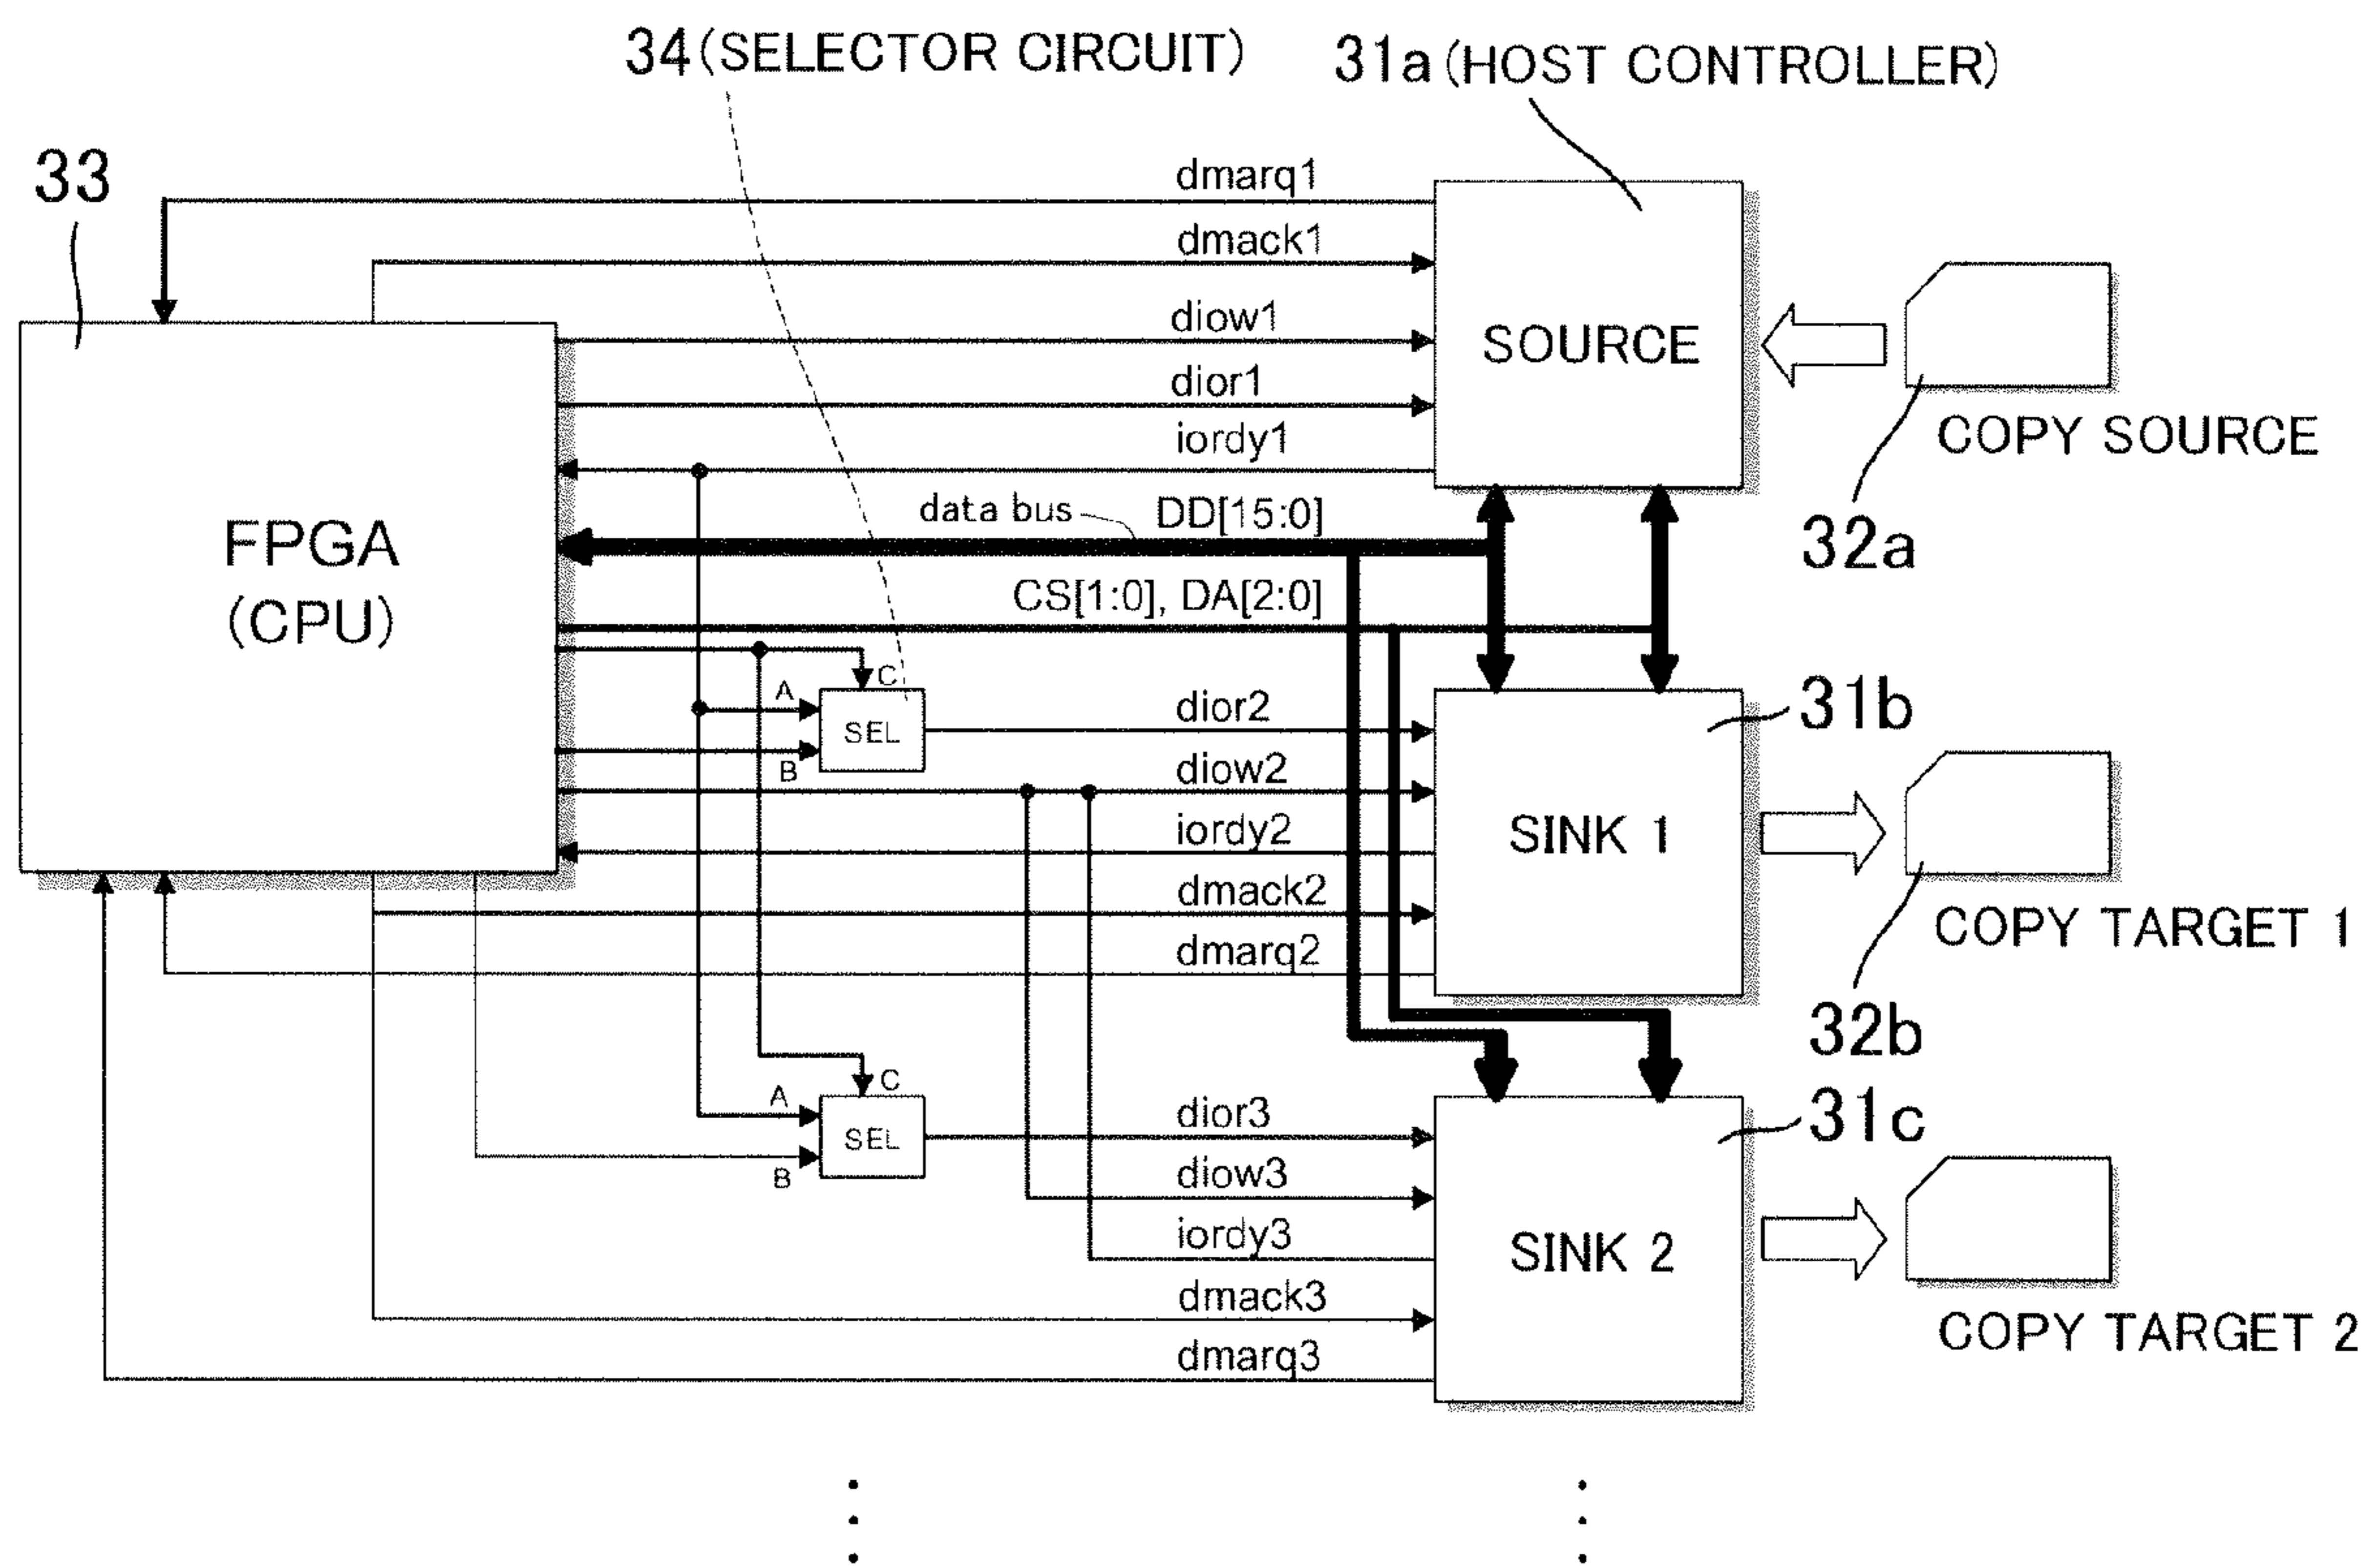 34(SELECTOR CIRCUIT)
31a(HOST CONTROLLER)
33
dmarq1
dmack1
diow1
dior1
iordy1
SOURCE
COPY SOURCE
32a
data bus
DD[15:0]
CS[1:0], DA[2:0]
FPGA
(CPU)
C
A
SEL
B
dior2
diow2
iordy2
dmack2
dmarq2
SINK 1
31b
COPY TARGET 1
32b
C
A
SEL
B
dior3
diow3
iordy3
dmack3
dmarq3
SINK 2
31c
COPY TARGET 2